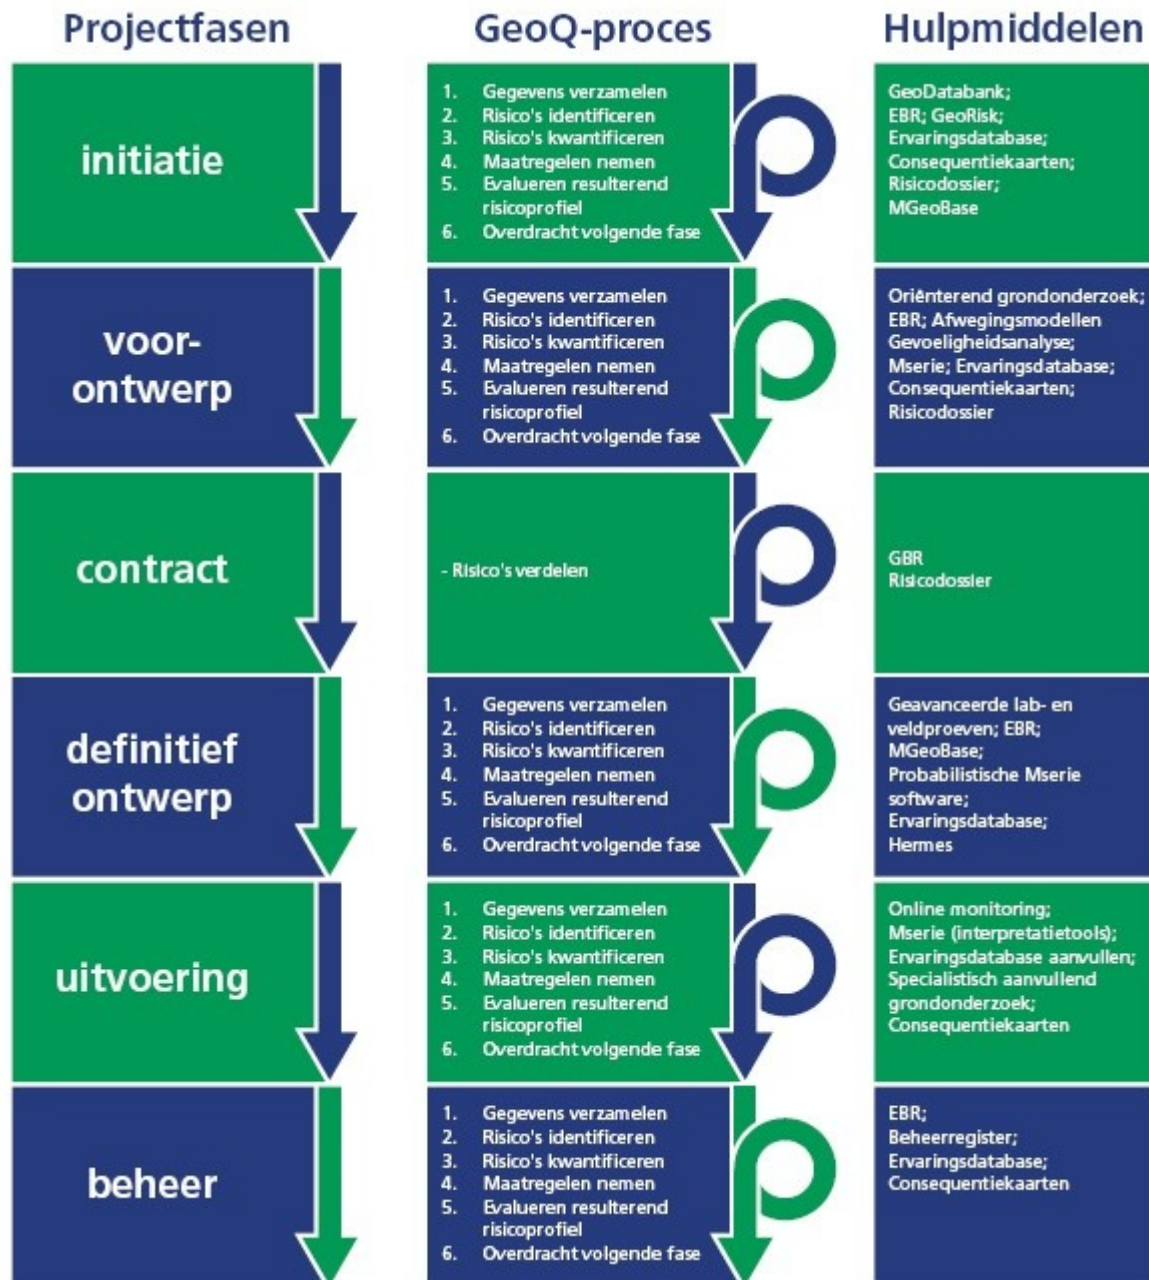 Projectfasen
GeoQ-proces
Hulpmiddelen
initiatie
1. Gegevens verzamelen
2. Risico's identificeren
3. Risico's kwantificeren
4. Maatregelen nemen
5. Evalueren resulterend
risicoprofiel
6. Overdracht volgende fase
GeoDatabank;
EBR; GeoRisk;
Ervaringsdatabase;
Consequentiekaarten;
Risicodossier;
MGeoBase
voor-
ontwerp
1. Gegevens verzamelen
2. Risico's identificeren
3. Risico's kwantificeren
4. Maatregelen nemen
5. Evalueren resulterend
risicoprofiel
6. Overdracht volgende fase
Oriënterend grondonderzoek;
EBR; Afwegingsmodellen
Gevoeligheidsanalyse;
Mserie; Ervaringsdatabase;
Consequentiekaarten;
Risicodossier
contract
- Risico's verdelen
GBR
Risicodossier
definitief
ontwerp
1. Gegevens verzamelen
2. Risico's identificeren
3. Risico's kwantificeren
4. Maatregelen nemen
5. Evalueren resulterend
risicoprofiel
6. Overdracht volgende fase
Geavanceerde lab- en
veldproeven; EBR;
MGeoBase;
Probabilistische Mserie
software;
Ervaringsdatabase;
Hermes
uitvoering
1. Gegevens verzamelen
2. Risico's identificeren
3. Risico's kwantificeren
4. Maatregelen nemen
5. Evalueren resulterend
risicoprofiel
6. Overdracht volgende fase
Online monitoring;
Mserie (interpretatietools);
Ervaringsdatabase aanvullen;
Specialistisch aanvullend
grondonderzoek;
Consequentiekaarten
beheer
1. Gegevens verzamelen
2. Risico's identificeren
3. Risico's kwantificeren
4. Maatregelen nemen
5. Evalueren resulterend
risicoprofiel
6. Overdracht volgende fase
EBR;
Beheerregister;
Ervaringsdatabase;
Consequentiekaarten